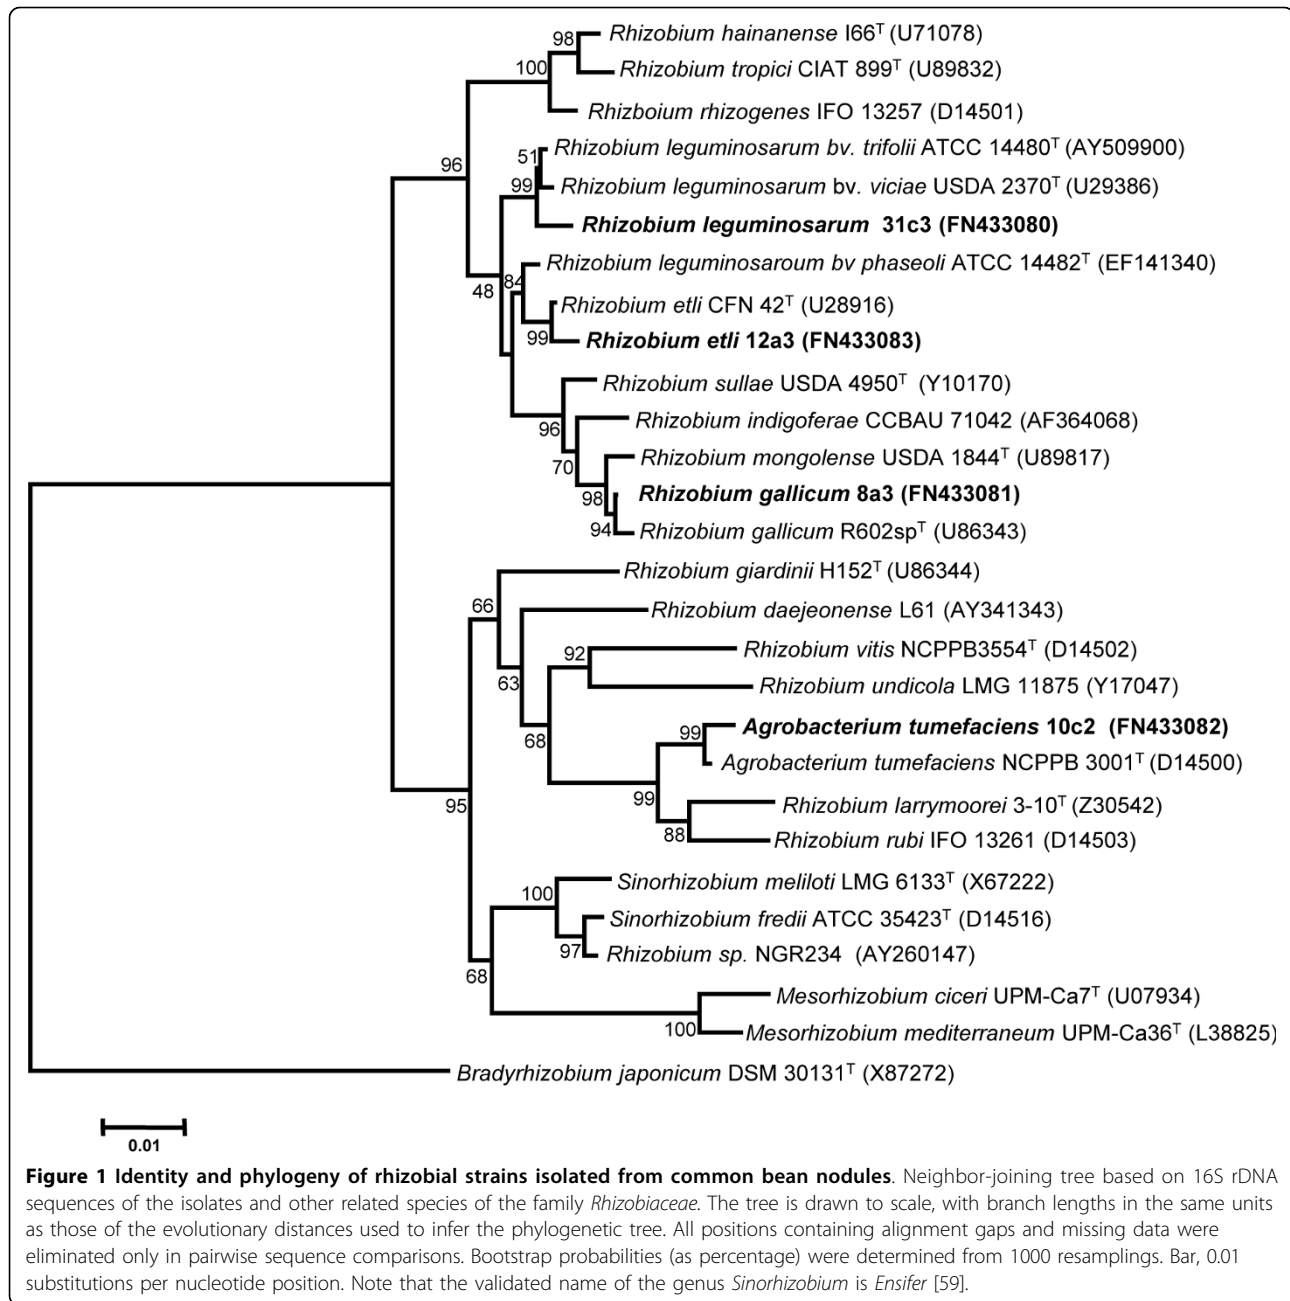 98
Rhizobium hainanense I66ᵀ (U71078)
100
Rhizobium tropici CIAT 899ᵀ (U89832)
Rhizboium rhizogenes IFO 13257 (D14501)
96
51
Rhizobium leguminosarum bv. trifolii ATCC 14480ᵀ (AY509900)
99
Rhizobium leguminosarum bv. viciae USDA 2370ᵀ (U29386)
Rhizobium leguminosarum 31c3 (FN433080)
48
84
Rhizobium leguminosaroum bv phaseoli ATCC 14482ᵀ (EF141340)
Rhizobium etli CFN 42ᵀ (U28916)
99
Rhizobium etli 12a3 (FN433083)
Rhizobium sullae USDA 4950ᵀ (Y10170)
96
Rhizobium indigoferae CCBAU 71042 (AF364068)
70
Rhizobium mongolense USDA 1844ᵀ (U89817)
98
Rhizobium gallicum 8a3 (FN433081)
94
Rhizobium gallicum R602spᵀ (U86343)
Rhizobium giardinii H152ᵀ (U86344)
66
Rhizobium daejeonense L61 (AY341343)
92
Rhizobium vitis NCPPB3554ᵀ (D14502)
63
Rhizobium undicola LMG 11875 (Y17047)
68
99
Agrobacterium tumefaciens 10c2 (FN433082)
Agrobacterium tumefaciens NCPPB 3001ᵀ (D14500)
95
99
Rhizobium larrymoorei 3-10ᵀ (Z30542)
88
Rhizobium rubi IFO 13261 (D14503)
100
Sinorhizobium meliloti LMG 6133ᵀ (X67222)
Sinorhizobium fredii ATCC 35423ᵀ (D14516)
97
Rhizobium sp. NGR234 (AY260147)
68
Mesorhizobium ciceri UPM-Ca7ᵀ (U07934)
100
Mesorhizobium mediterraneum UPM-Ca36ᵀ (L38825)
Bradyrhizobium japonicum DSM 30131ᵀ (X87272)
0.01
Figure 1 Identity and phylogeny of rhizobial strains isolated from common bean nodules. Neighbor-joining tree based on 16S rDNA
sequences of the isolates and other related species of the family Rhizobiaceae. The tree is drawn to scale, with branch lengths in the same units
as those of the evolutionary distances used to infer the phylogenetic tree. All positions containing alignment gaps and missing data were
eliminated only in pairwise sequence comparisons. Bootstrap probabilities (as percentage) were determined from 1000 resamplings. Bar, 0.01
substitutions per nucleotide position. Note that the validated name of the genus Sinorhizobium is Ensifer [59].